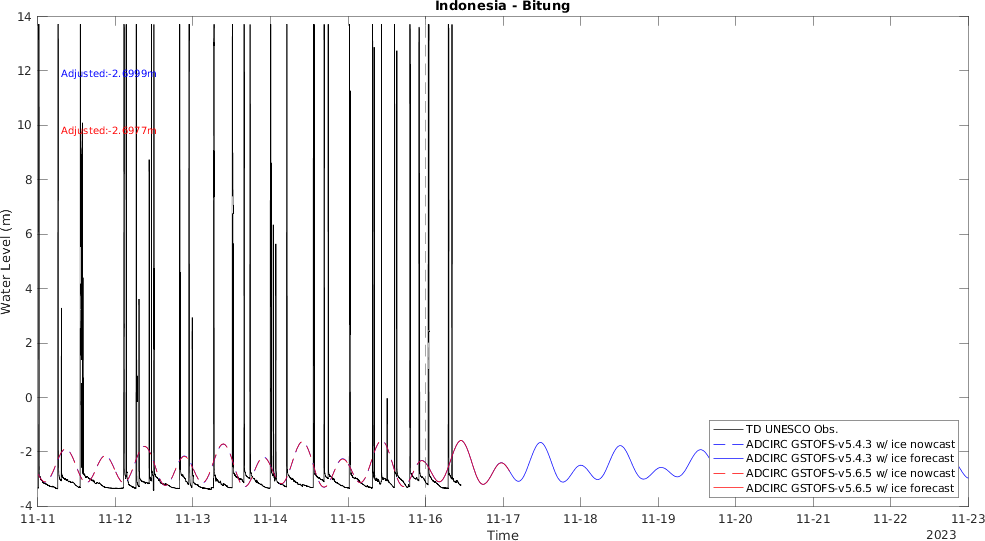 Indonesia - Bitung
14
12
10
8
6
4
2
0
-2
-4
Water Level (m)
Adjusted:-2.6999m
Adjusted:-2.6977m
TD UNESCO Obs.
ADCIRC GSTOFS-v5.4.3 w/ ice nowcast
ADCIRC GSTOFS-v5.4.3 w/ ice forecast
ADCIRC GSTOFS-v5.6.5 w/ ice nowcast
ADCIRC GSTOFS-v5.6.5 w/ ice forecast
11-11 11-12 11-13 11-14 11-15 11-16 11-17 11-18 11-19 11-20 11-21 11-22 11-23
Time
2023